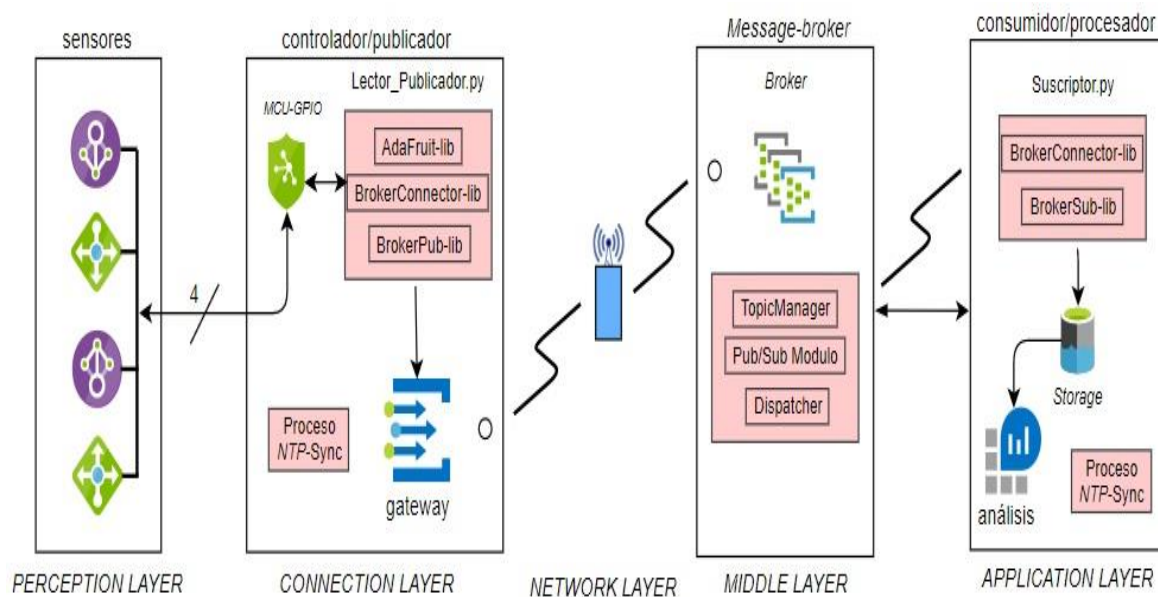 sensores
controlador/publicador
Message-broker
consumidor/procesador
Lector_Publicador.py
MCU-GPIO
AdaFruit-lib
BrokerConnector-lib
BrokerPub-lib
4
Proceso
NTP-Sync
gateway
Broker
TopicManager
Pub/Sub Modulo
Dispatcher
Suscriptor.py
BrokerConnector-lib
BrokerSub-lib
Storage
análisis
Proceso
NTP-Sync
PERCEPTION LAYER
CONNECTION LAYER
NETWORK LAYER
MIDDLE LAYER
APPLICATION LAYER